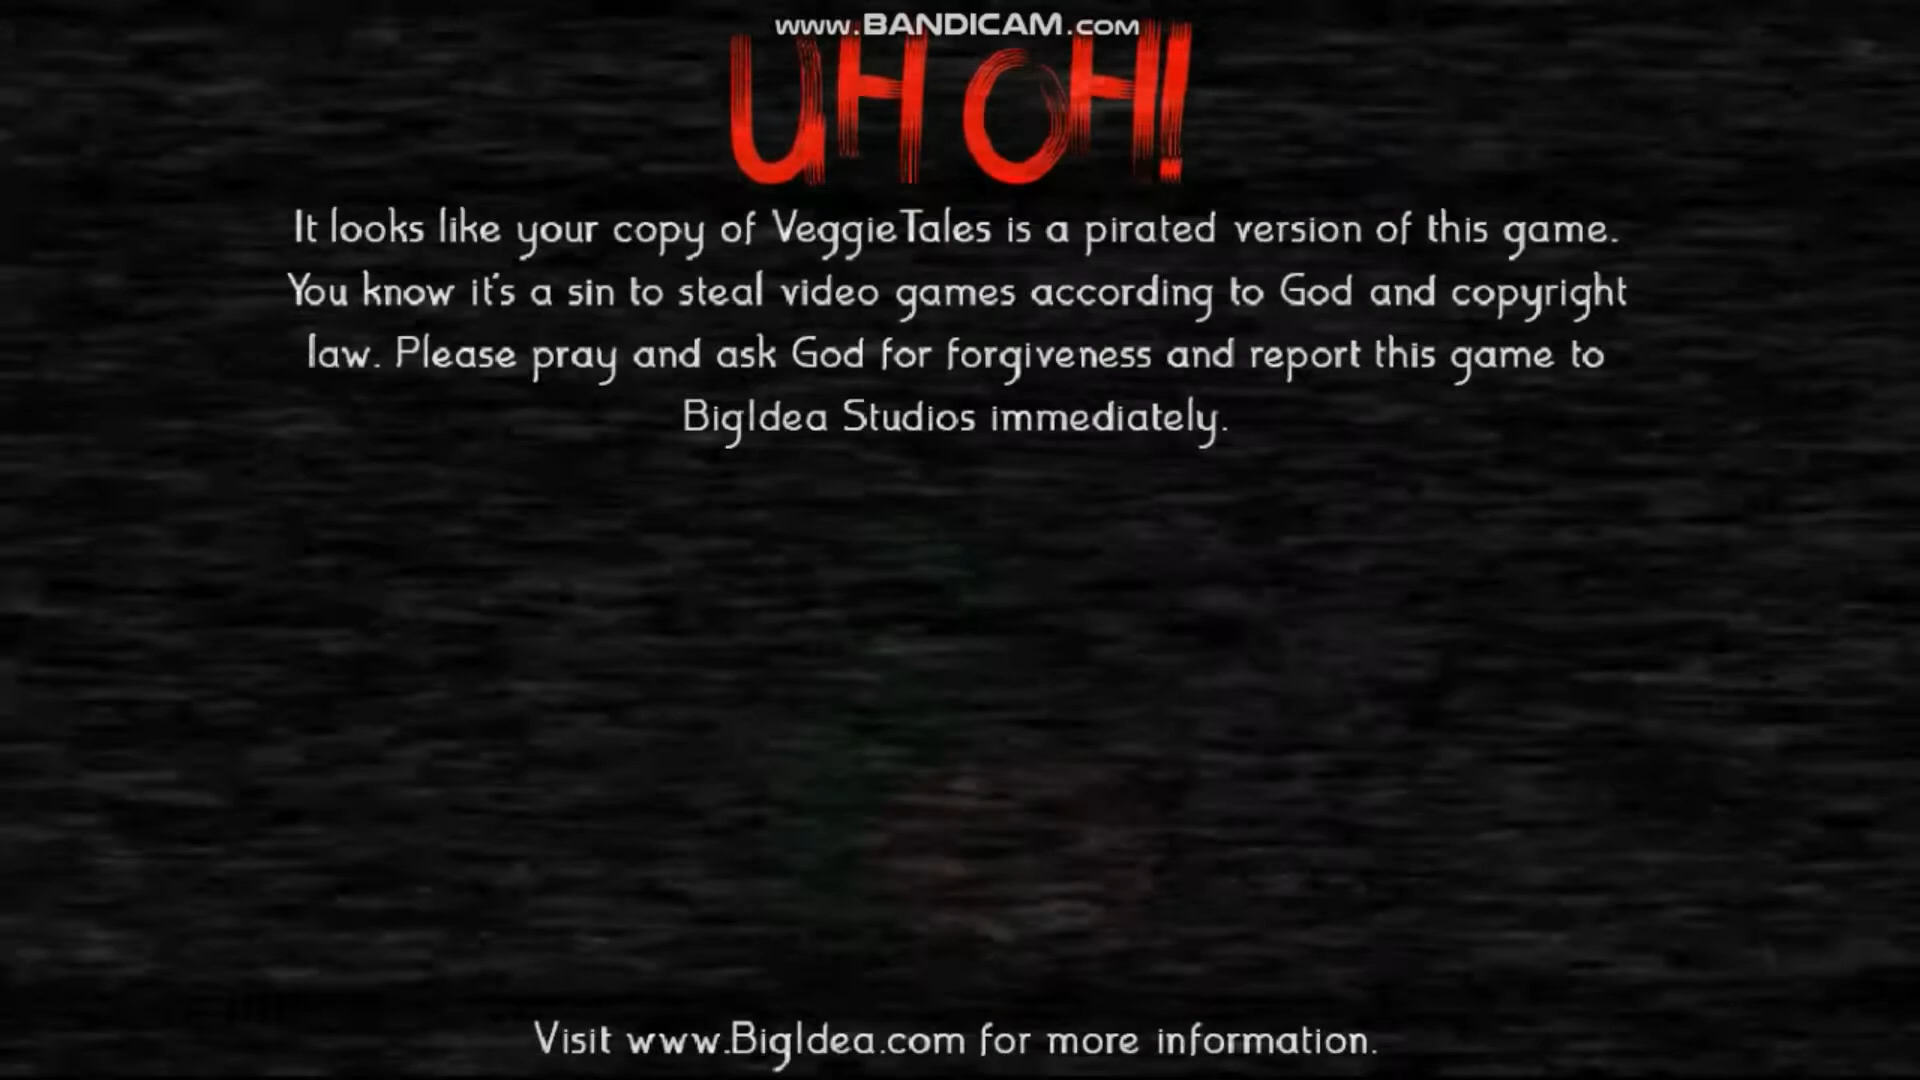 www.BANDICAM.com
UH OH!
It looks like your copy of VeggieTales is a pirated version of this game.
You know it's a sin to steal video games according to God and copyright
law. Please pray and ask God for forgiveness and report this game to
BigIdea Studios immediately.
Visit www.BigIdea.com for more information.